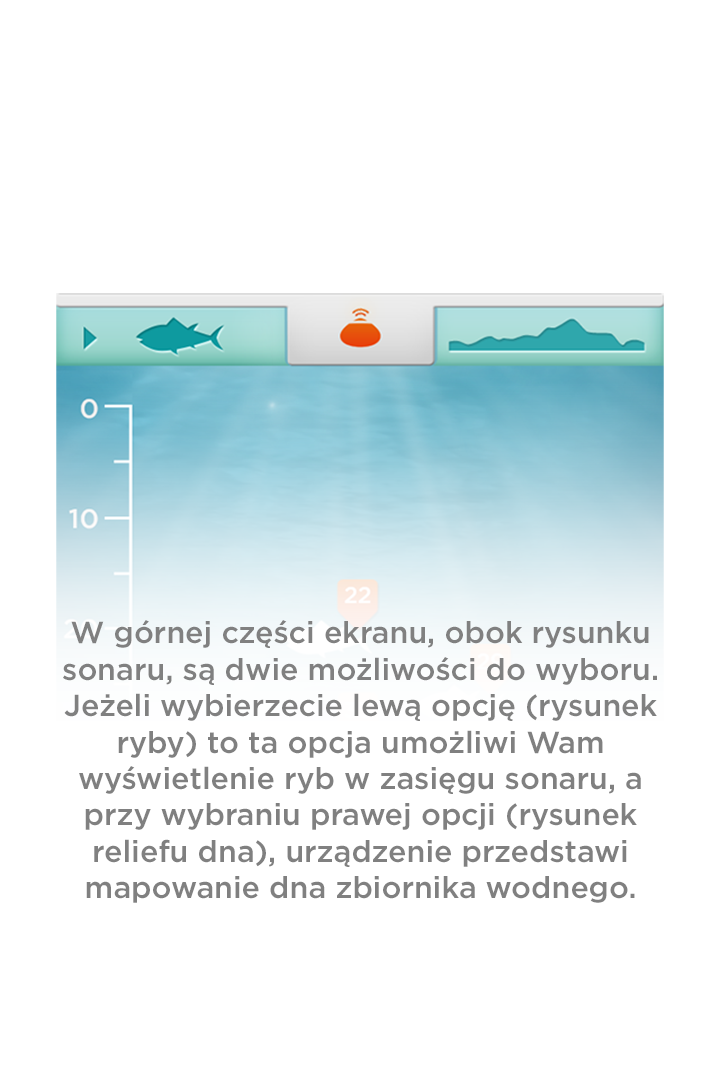 0
10
22
W górnej części ekranu, obok rysunku
sonaru, są dwie możliwości do wyboru.
Jeżeli wybierzecie lewą opcję (rysunek
ryby) to ta opcja umożliwi Wam
wyświetlenie ryb w zasięgu sonaru, a
przy wybraniu prawej opcji (rysunek
reliefu dna), urządzenie przedstawi
mapowanie dna zbiornika wodnego.